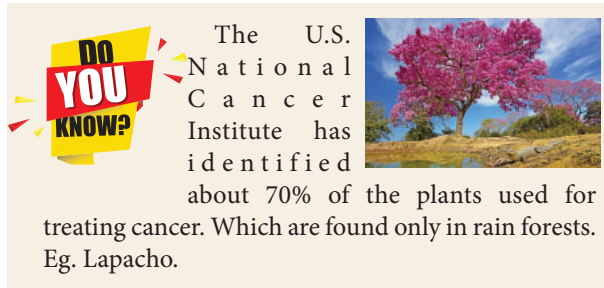 DO
YOU
KNOW?
The U.S.
National
Cancer
Institute has
identified
about 70% of the plants used for
treating cancer. Which are found only in rain forests.
Eg. Lapacho.